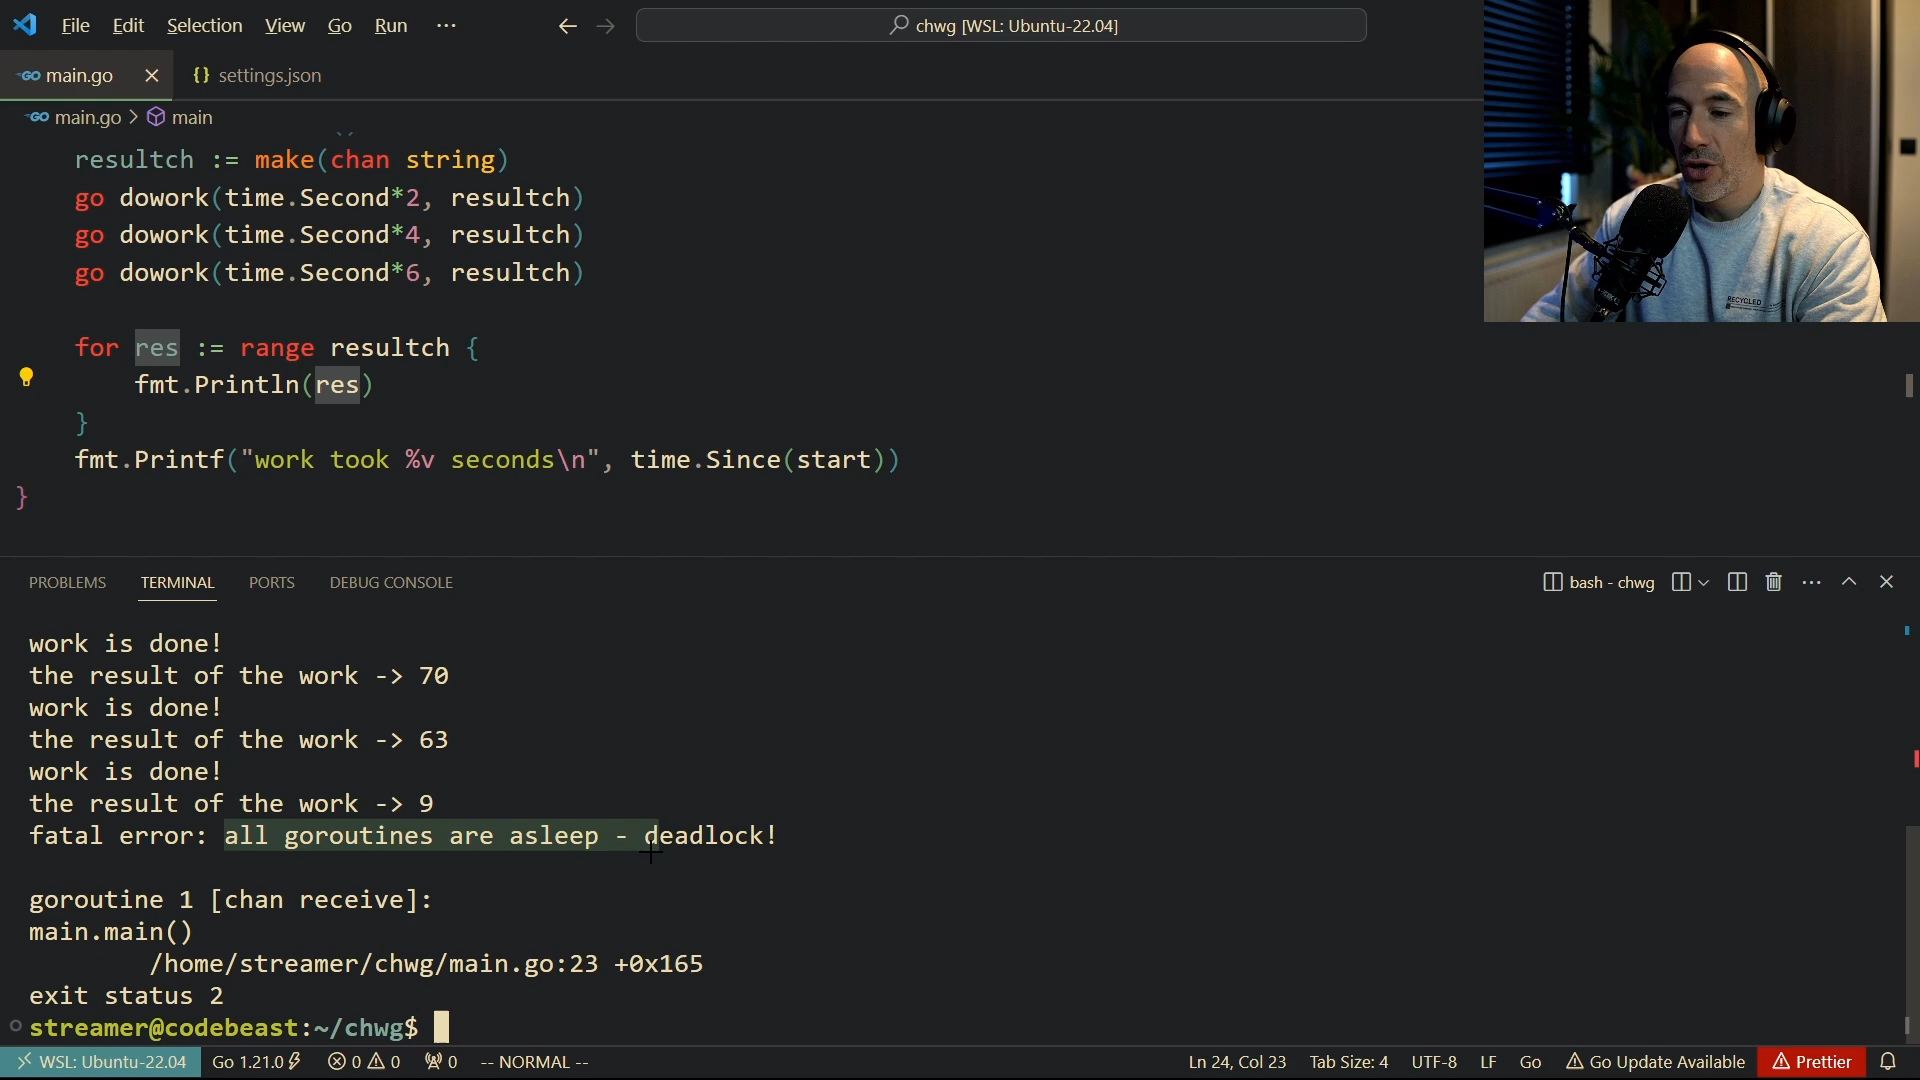 File Edit Selection View Go Run ··· chwg [WSL: Ubuntu-22.04]
main.go settings.json
main.go > main
resultch := make(chan string)
go dowork(time.Second*2, resultch)
go dowork(time.Second*4, resultch)
go dowork(time.Second*6, resultch)
for res := range resultch {
fmt.Println(res)
}
fmt.Printf("work took %v seconds\n", time.Since(start))
}
PROBLEMS TERMINAL PORTS DEBUG CONSOLE bash - chwg
work is done!
the result of the work -> 70
work is done!
the result of the work -> 63
work is done!
the result of the work -> 9
fatal error: all goroutines are asleep - deadlock!
goroutine 1 [chan receive]:
main.main()
/home/streamer/chwg/main.go:23 +0x165
exit status 2
streamer@codebeast:~/chwg$
WSL: Ubuntu-22.04 Go 1.21.0 0 0 0 -- NORMAL -- Ln 24, Col 23 Tab Size: 4 UTF-8 LF Go Go Update Available Prettier
RECYCLED